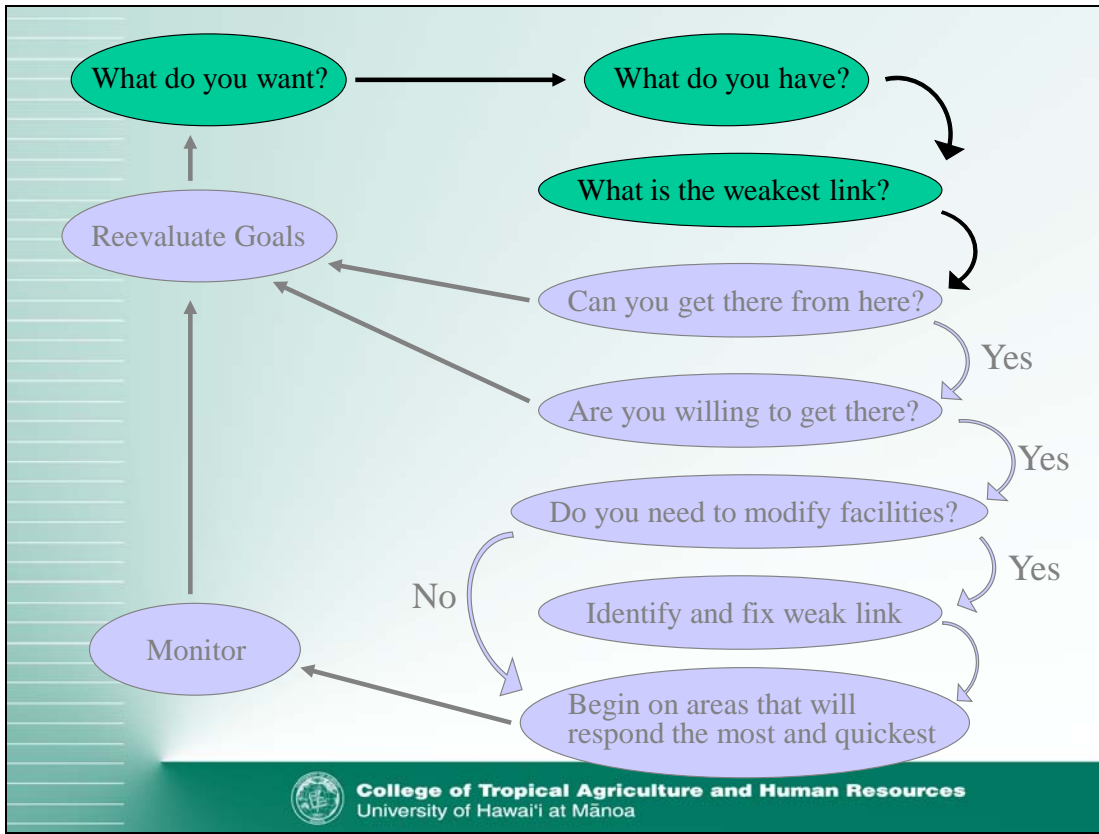 What do you want?
What do you have?
What is the weakest link?
Reevaluate Goals
Can you get there from here?
Yes
Are you willing to get there?
Yes
Do you need to modify facilities?
Yes
No
Identify and fix weak link
Monitor
Begin on areas that will
respond the most and quickest
College of Tropical Agriculture and Human Resources
University of Hawai‘i at Mānoa